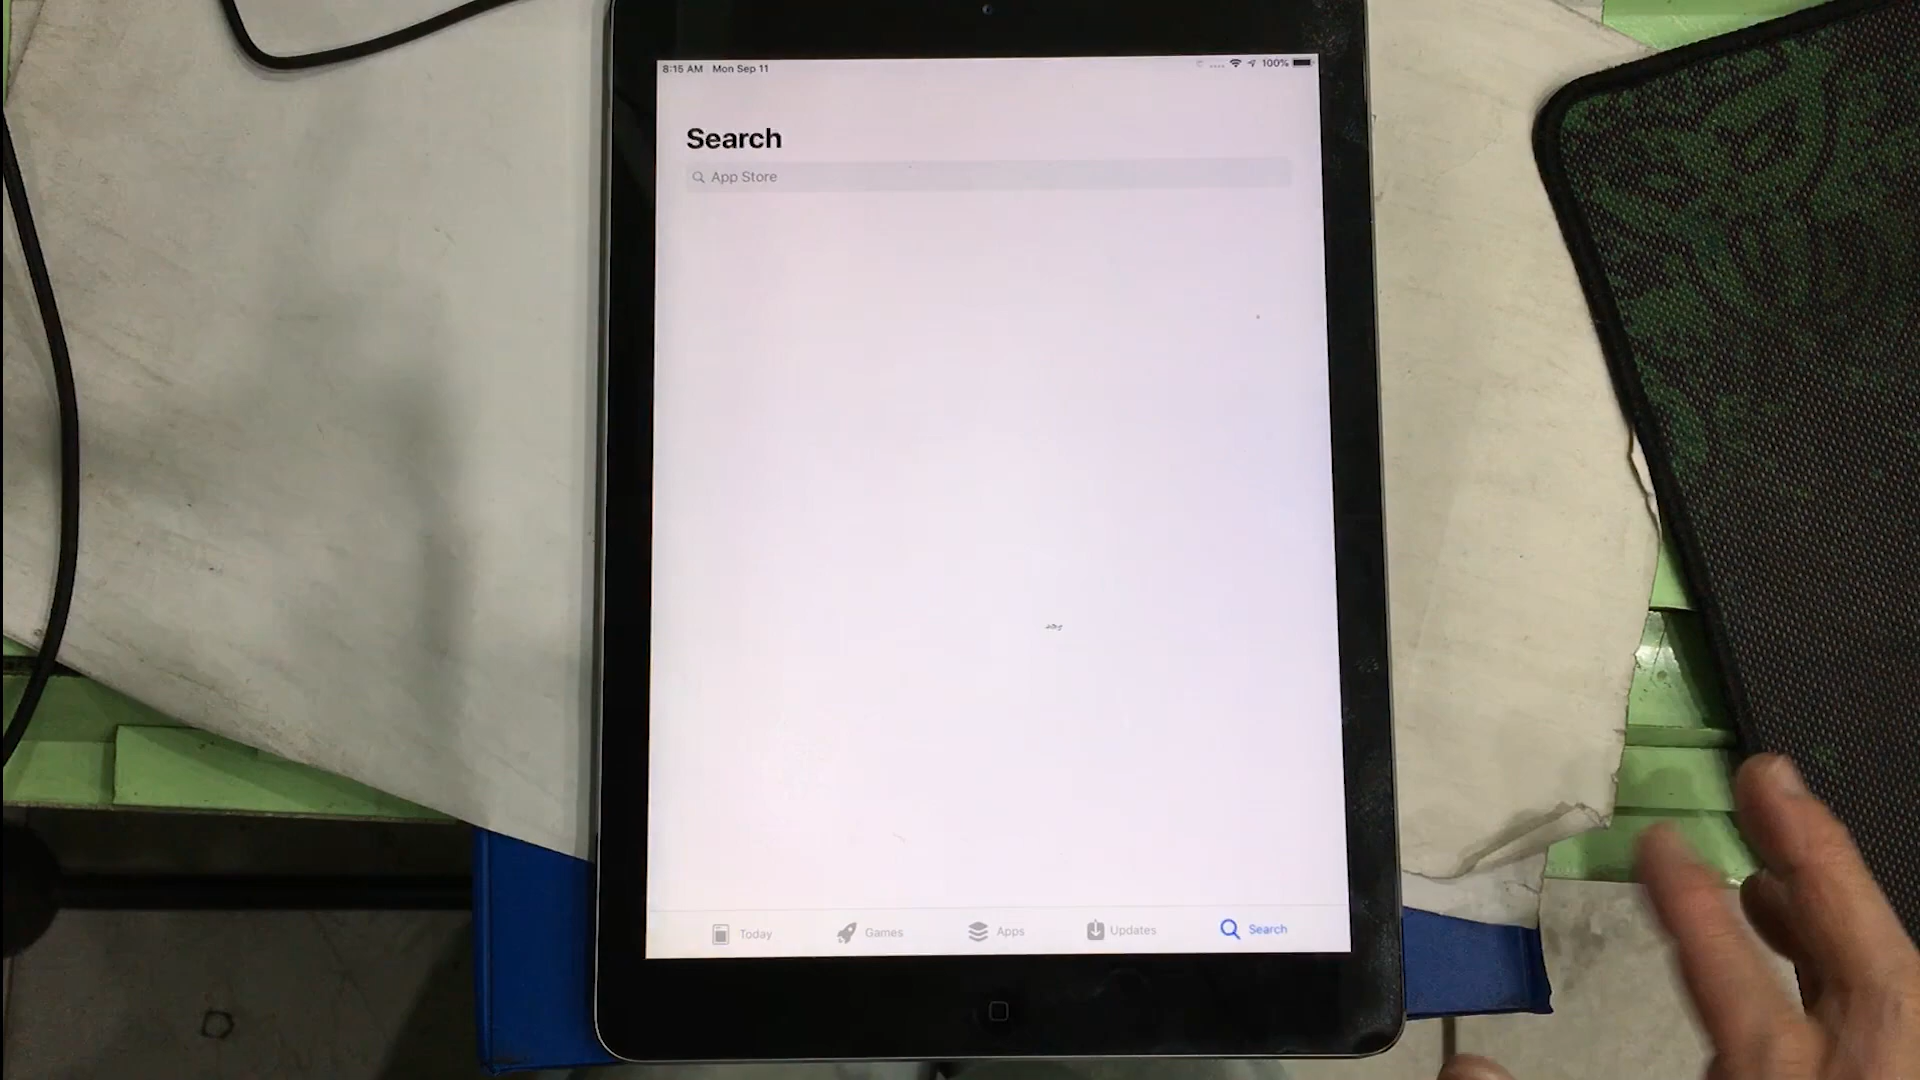 8:15 AM Mon Sep 11
100%
Search
App Store
Today
Games
Apps
Updates
Search